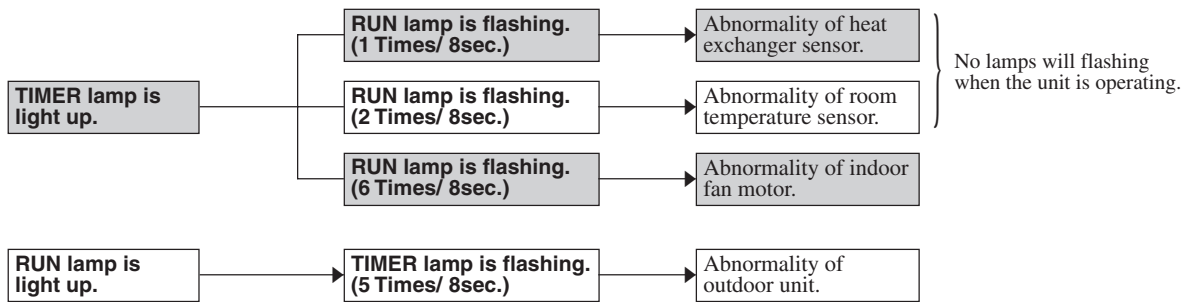 RUN lamp is flashing.
(1 Times/ 8sec.)
Abnormality of heat
exchanger sensor.
No lamps will flashing
when the unit is operating.
TIMER lamp is
light up.
RUN lamp is flashing.
(2 Times/ 8sec.)
Abnormality of room
temperature sensor.
RUN lamp is flashing.
(6 Times/ 8sec.)
Abnormality of indoor
fan motor.
RUN lamp is
light up.
TIMER lamp is flashing.
(5 Times/ 8sec.)
Abnormality of
outdoor unit.